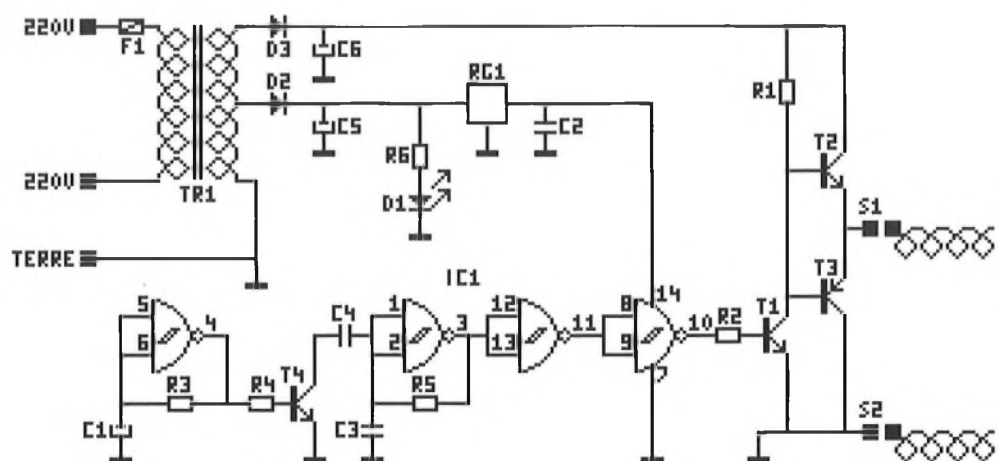 220V
F1
D3
C6
D2
RG1
R1
C5
C2
R6
T2
220V
TR1
D1
S1
TERRE
IC1
T3
5
4
C4
1
3
12
11
8
14
10
R2
T1
6
2
13
9
7
R3
R4
T4
R5
C1
C3
S2